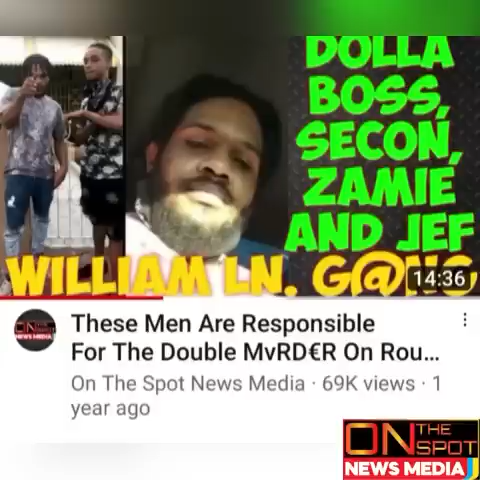 DOLLA
BOSS,
SECON,
ZAMIE
AND JEF
WILLIAM LN. G@NG
14:36
ON THE SPOT NEWS MEDIA
These Men Are Responsible
For The Double MvRD€R On Rou...
On The Spot News Media · 69K views · 1
year ago
ON THE SPOT
NEWS MEDIA